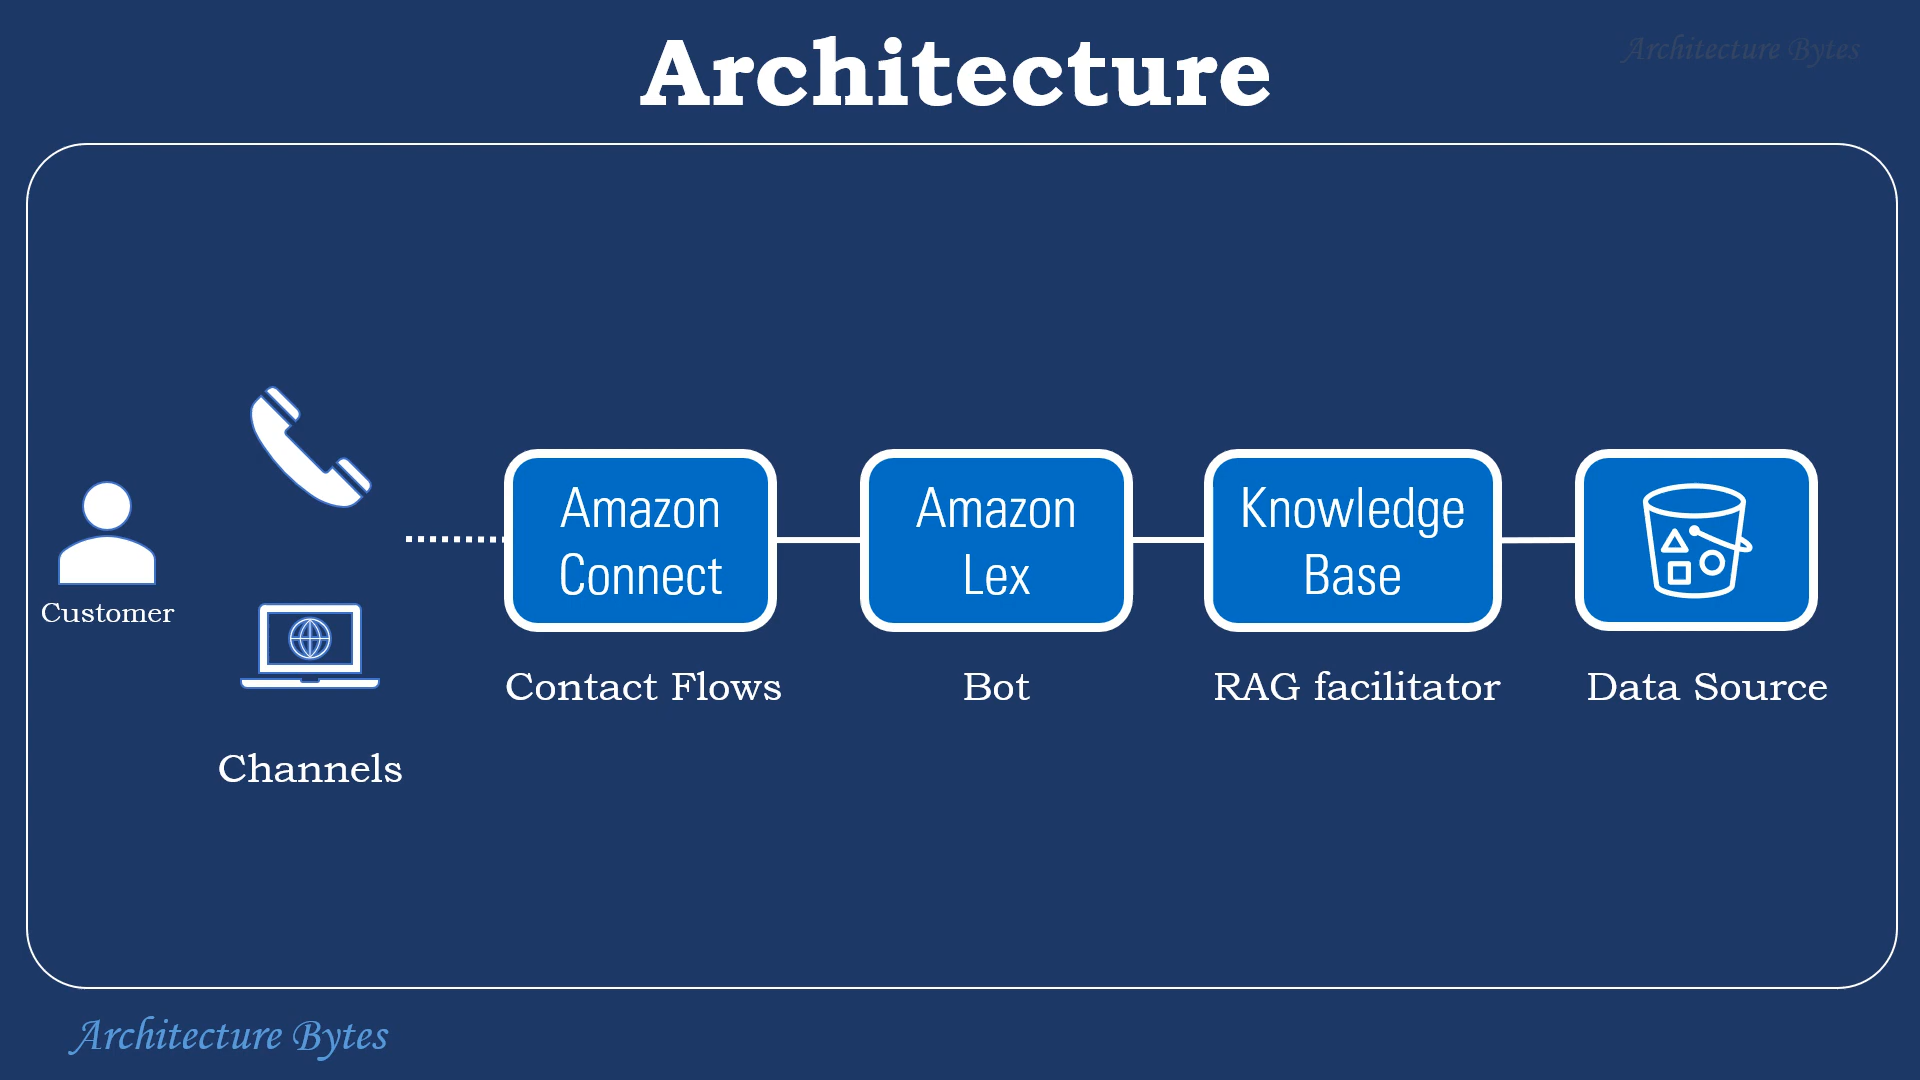 Architecture
Architecture Bytes
Amazon
Connect
Amazon
Lex
Knowledge
Base
Customer
Contact Flows
Bot
RAG facilitator
Data Source
Channels
Architecture Bytes